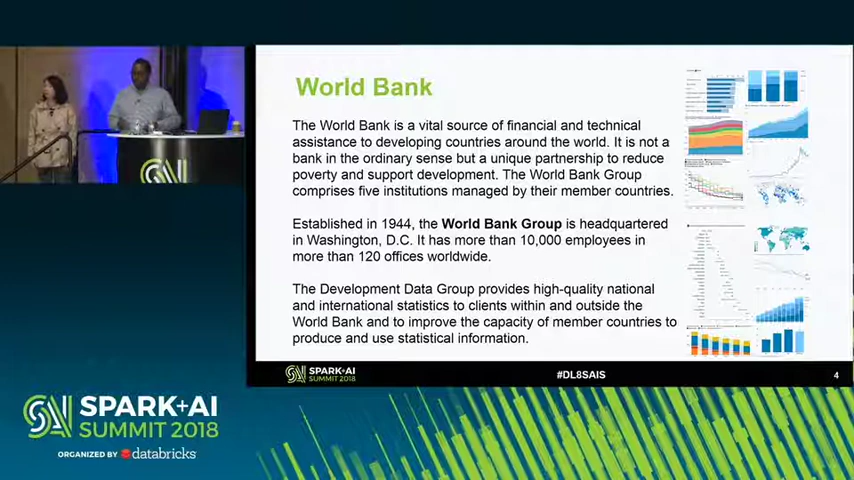 World Bank
The World Bank is a vital source of financial and technical
assistance to developing countries around the world. It is not a
bank in the ordinary sense but a unique partnership to reduce
poverty and support development. The World Bank Group
comprises five institutions managed by their member countries.
Established in 1944, the World Bank Group is headquartered
in Washington, D.C. It has more than 10,000 employees in
more than 120 offices worldwide.
The Development Data Group provides high-quality national
and international statistics to clients within and outside the
World Bank and to improve the capacity of member countries to
produce and use statistical information.
SPARK+AI
SUMMIT 2018
#DL8SAIS
4
SPARK+AI
SUMMIT 2018
ORGANIZED BY databricks